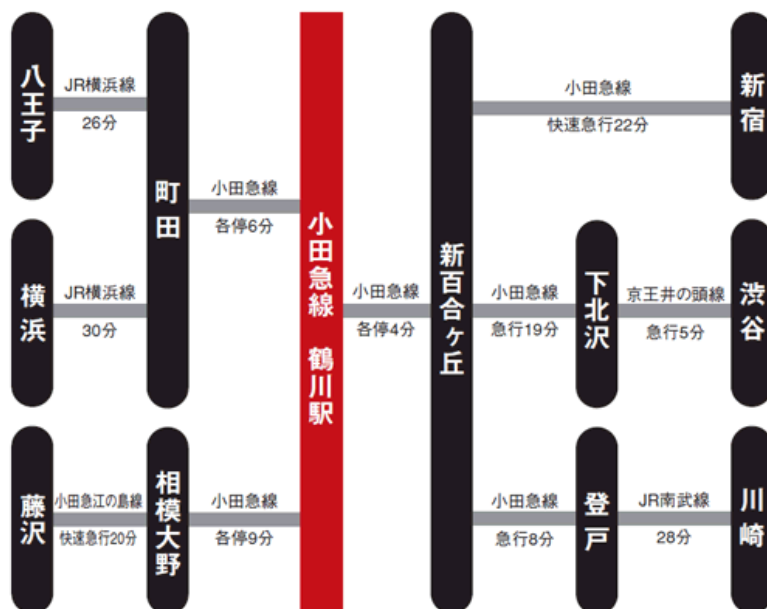 八王子
JR横浜線
26分
町田
小田急線
各停6分
横浜
JR横浜線
30分
藤沢
小田急江の島線
快速急行20分
相模大野
小田急線
各停9分
小田急線 鶴川駅
小田急線
各停4分
新百合ヶ丘
小田急線
快速急行22分
新宿
小田急線
急行19分
下北沢
京王井の頭線
急行5分
渋谷
小田急線
急行8分
登戸
JR南武線
28分
川崎